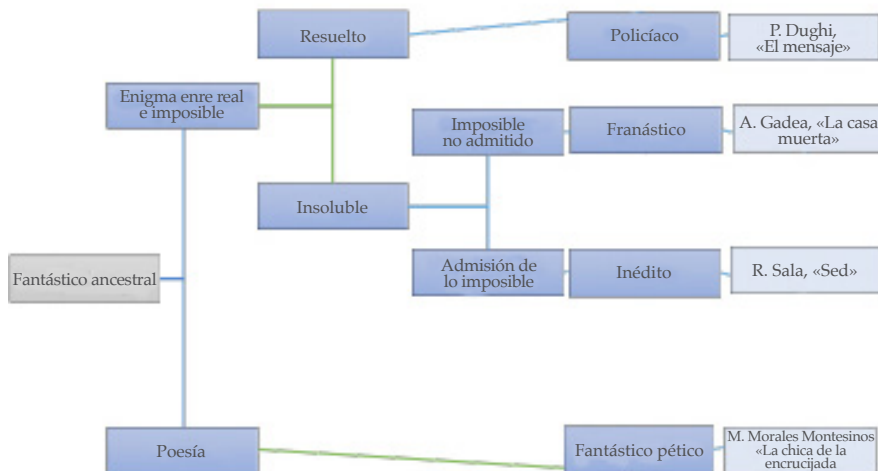 Resuelto
Policíaco
P. Dughi,
«El mensaje»
Enigma enre real
e imposible
Imposible
no admitido
Franástico
A. Gadea, «La casa
muerta»
Insoluble
Fantástico ancestral
Admisión de
lo imposible
Inédito
R. Sala, «Sed»
Poesía
Fantástico pético
M. Morales Montesinos
«La chica de la
encrucijada